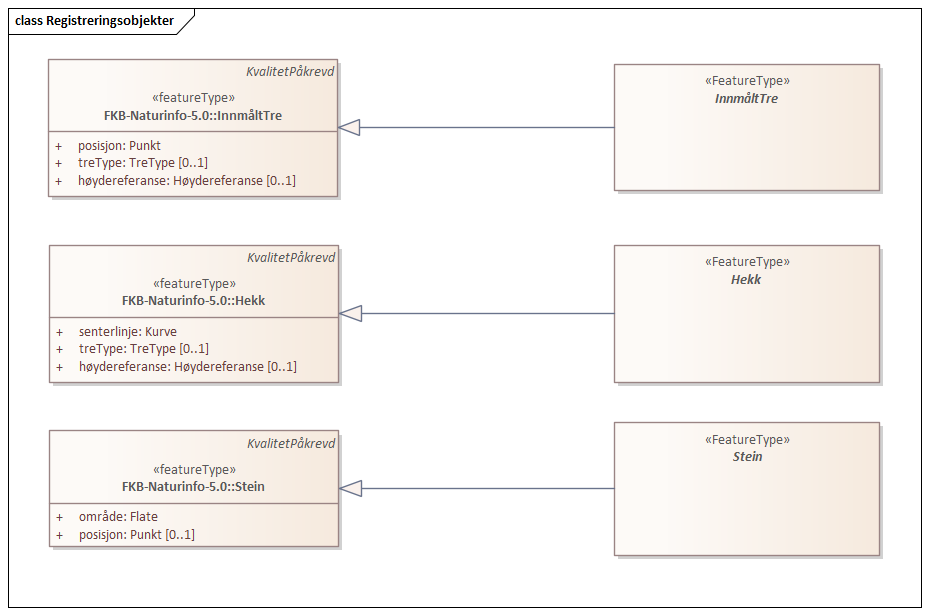 class Registreringsobjekter
KvalitetPåkrevd
«featureType»
FKB-Naturinfo-5.0::InnmåltTre
+ posisjon: Punkt
+ treType: TreType [0..1]
+ høydereferanse: Høydereferanse [0..1]
«FeatureType»
InnmåltTre
KvalitetPåkrevd
«featureType»
FKB-Naturinfo-5.0::Hekk
+ senterlinje: Kurve
+ treType: TreType [0..1]
+ høydereferanse: Høydereferanse [0..1]
«FeatureType»
Hekk
KvalitetPåkrevd
«featureType»
FKB-Naturinfo-5.0::Stein
+ område: Flate
+ posisjon: Punkt [0..1]
«FeatureType»
Stein